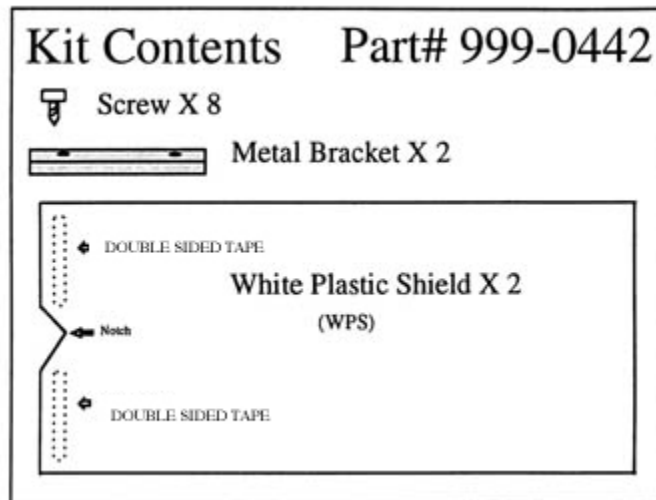 Kit Contents Part# 999-0442
Screw X 8
Metal Bracket X 2
DOUBLE SIDED TAPE
White Plastic Shield X 2
(WPS)
Notch
DOUBLE SIDED TAPE